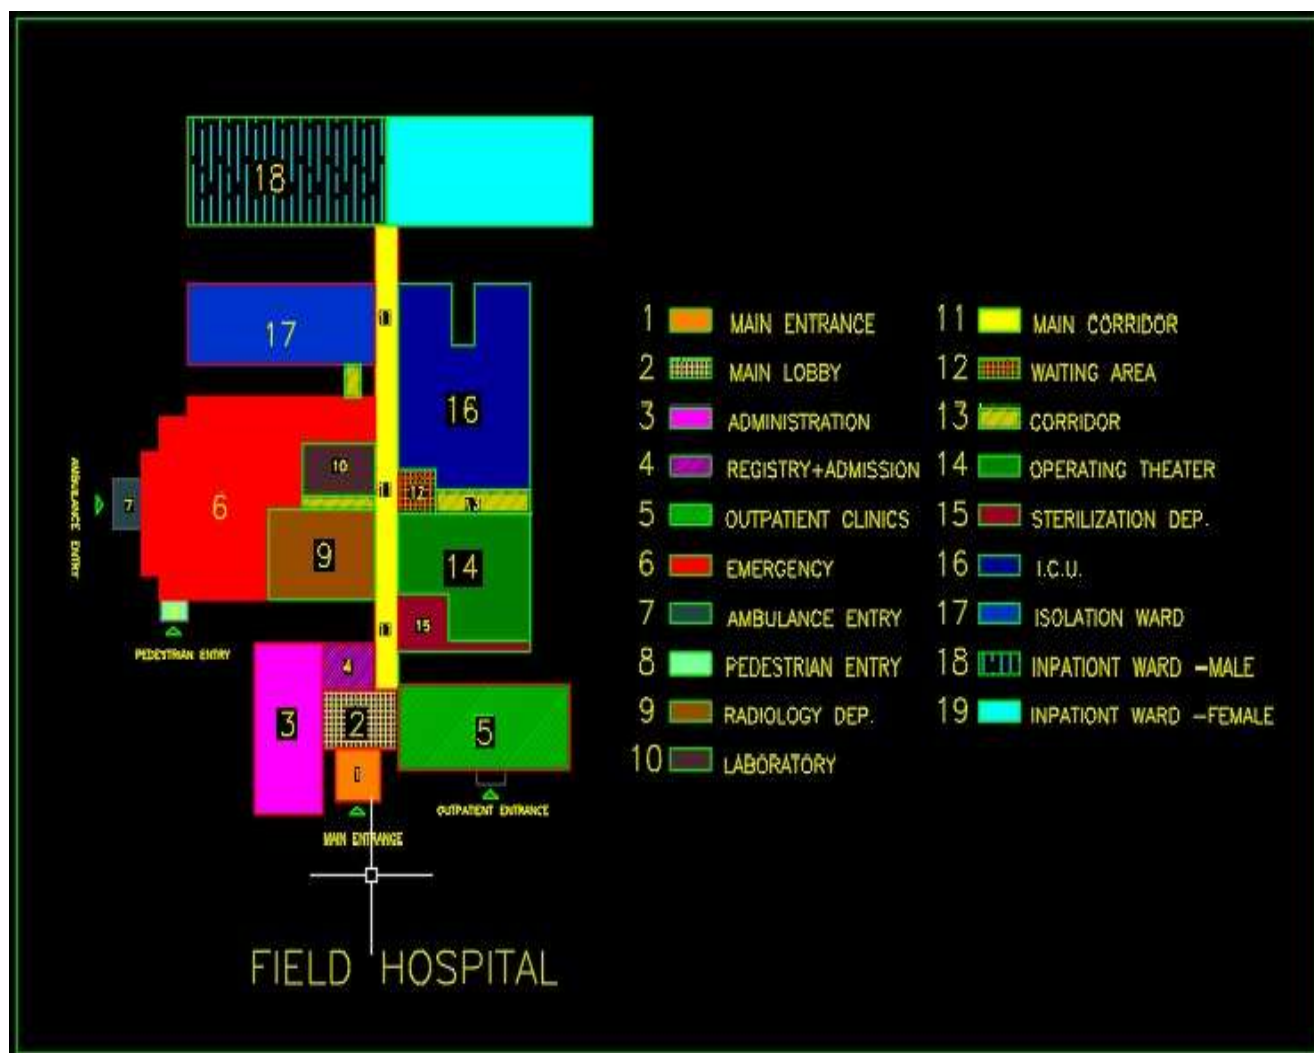 18
17
16
10
12
13
6
7
9
14
15
4
3
2
5
1
AMBULANCE ENTRY
PEDESTRIAN ENTRY
OUTPATIENT ENTRANCE
MAIN ENTRANCE
1 MAIN ENTRANCE
2 MAIN LOBBY
3 ADMINISTRATION
4 REGISTRY+ADMISSION
5 OUTPATIENT CLINICS
6 EMERGENCY
7 AMBULANCE ENTRY
8 PEDESTRIAN ENTRY
9 RADIOLOGY DEP.
10 LABORATORY
11 MAIN CORRIDOR
12 WAITING AREA
13 CORRIDOR
14 OPERATING THEATER
15 STERILIZATION DEP.
16 I.C.U.
17 ISOLATION WARD
18 INPATIONT WARD -MALE
19 INPATIONT WARD -FEMALE
FIELD HOSPITAL